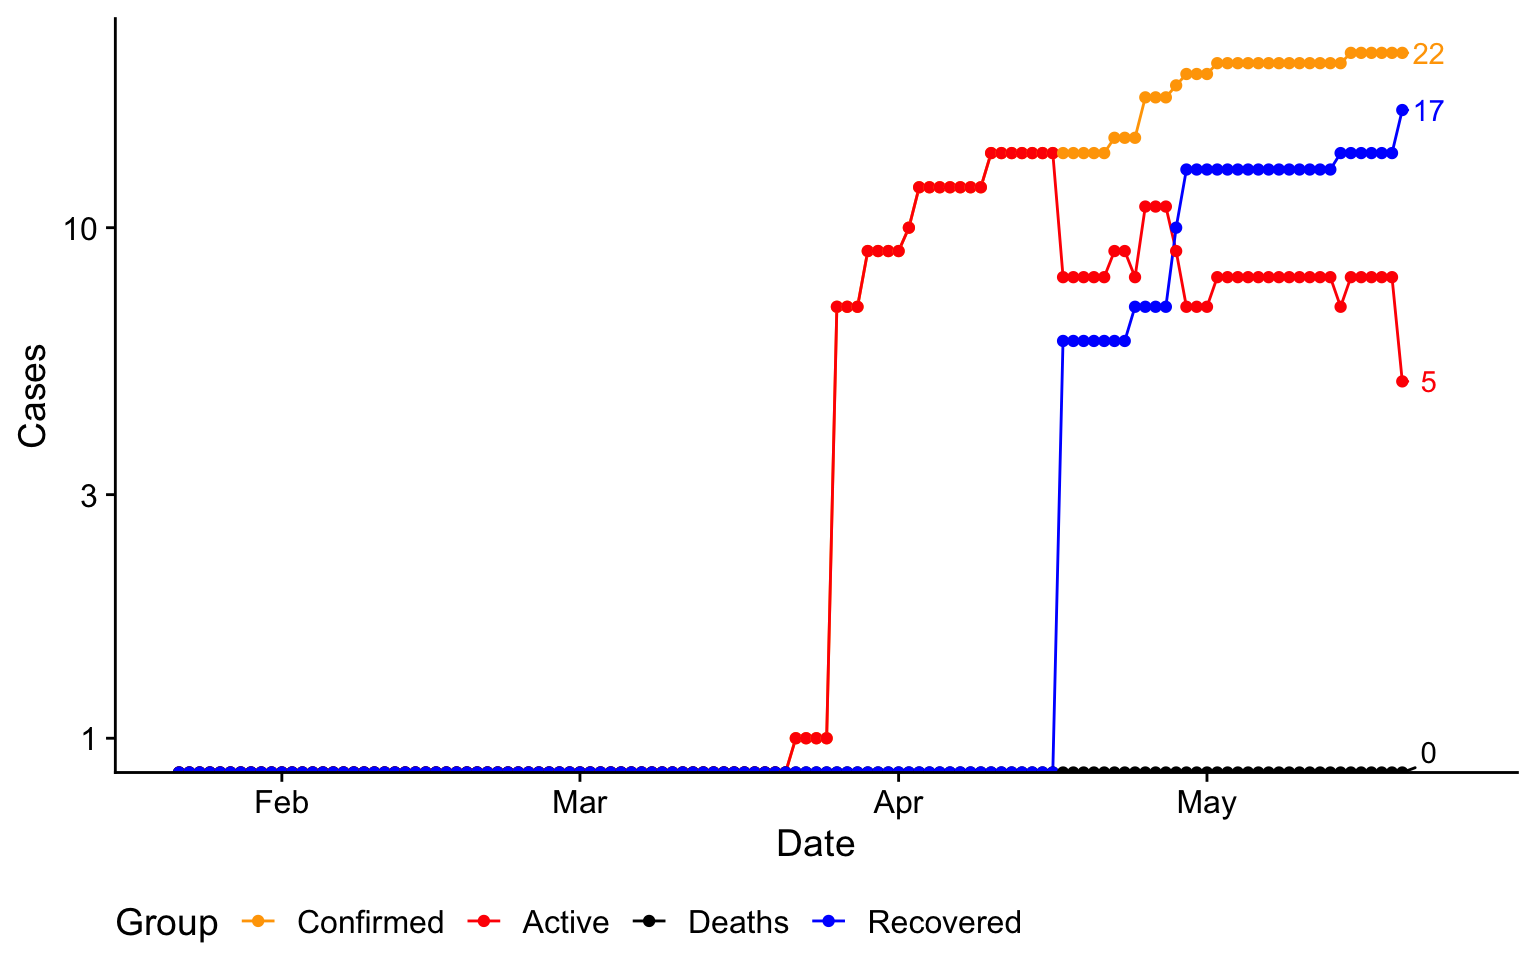 22
17
10
5
Cases
3
1
0
Feb Mar Apr May
Date
Group Confirmed Active Deaths Recovered